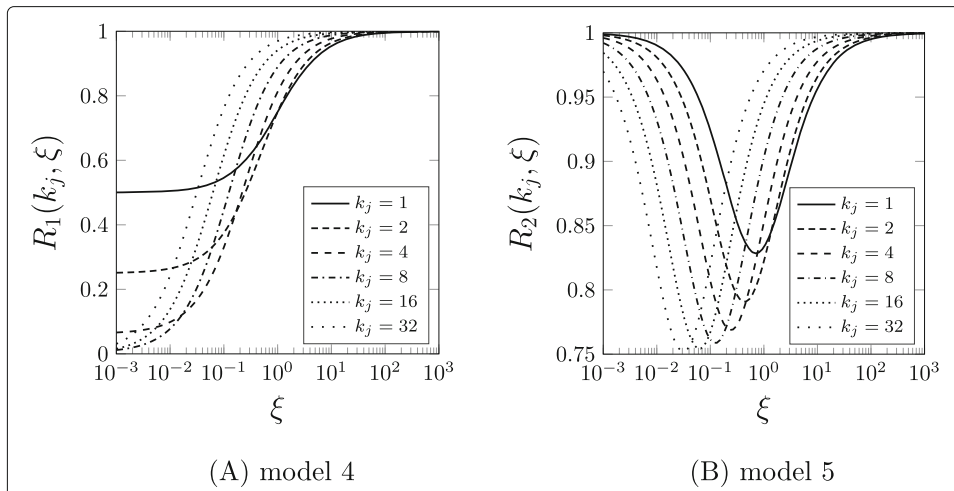 1
0.8
0.6
0.4
0.2
0
R₁(kⱼ, ξ)
kⱼ = 1
kⱼ = 2
kⱼ = 4
kⱼ = 8
kⱼ = 16
kⱼ = 32
10⁻³ 10⁻² 10⁻¹ 10⁰ 10¹ 10² 10³
ξ
(A) model 4
1
0.95
0.9
0.85
0.8
0.75
R₂(kⱼ, ξ)
kⱼ = 1
kⱼ = 2
kⱼ = 4
kⱼ = 8
kⱼ = 16
kⱼ = 32
10⁻³ 10⁻² 10⁻¹ 10⁰ 10¹ 10² 10³
ξ
(B) model 5